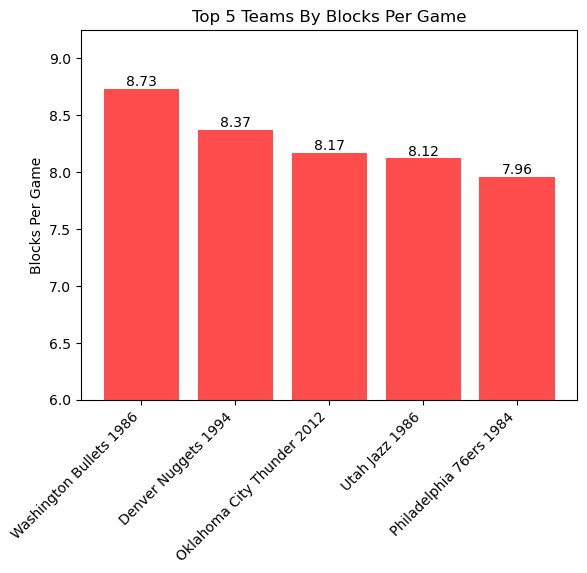 Top 5 Teams By Blocks Per Game
Blocks Per Game
9.0
8.5
8.0
7.5
7.0
6.5
6.0
8.73
8.37
8.17
8.12
7.96
Washington Bullets 1986
Denver Nuggets 1994
Oklahoma City Thunder 2012
Utah Jazz 1986
Philadelphia 76ers 1984